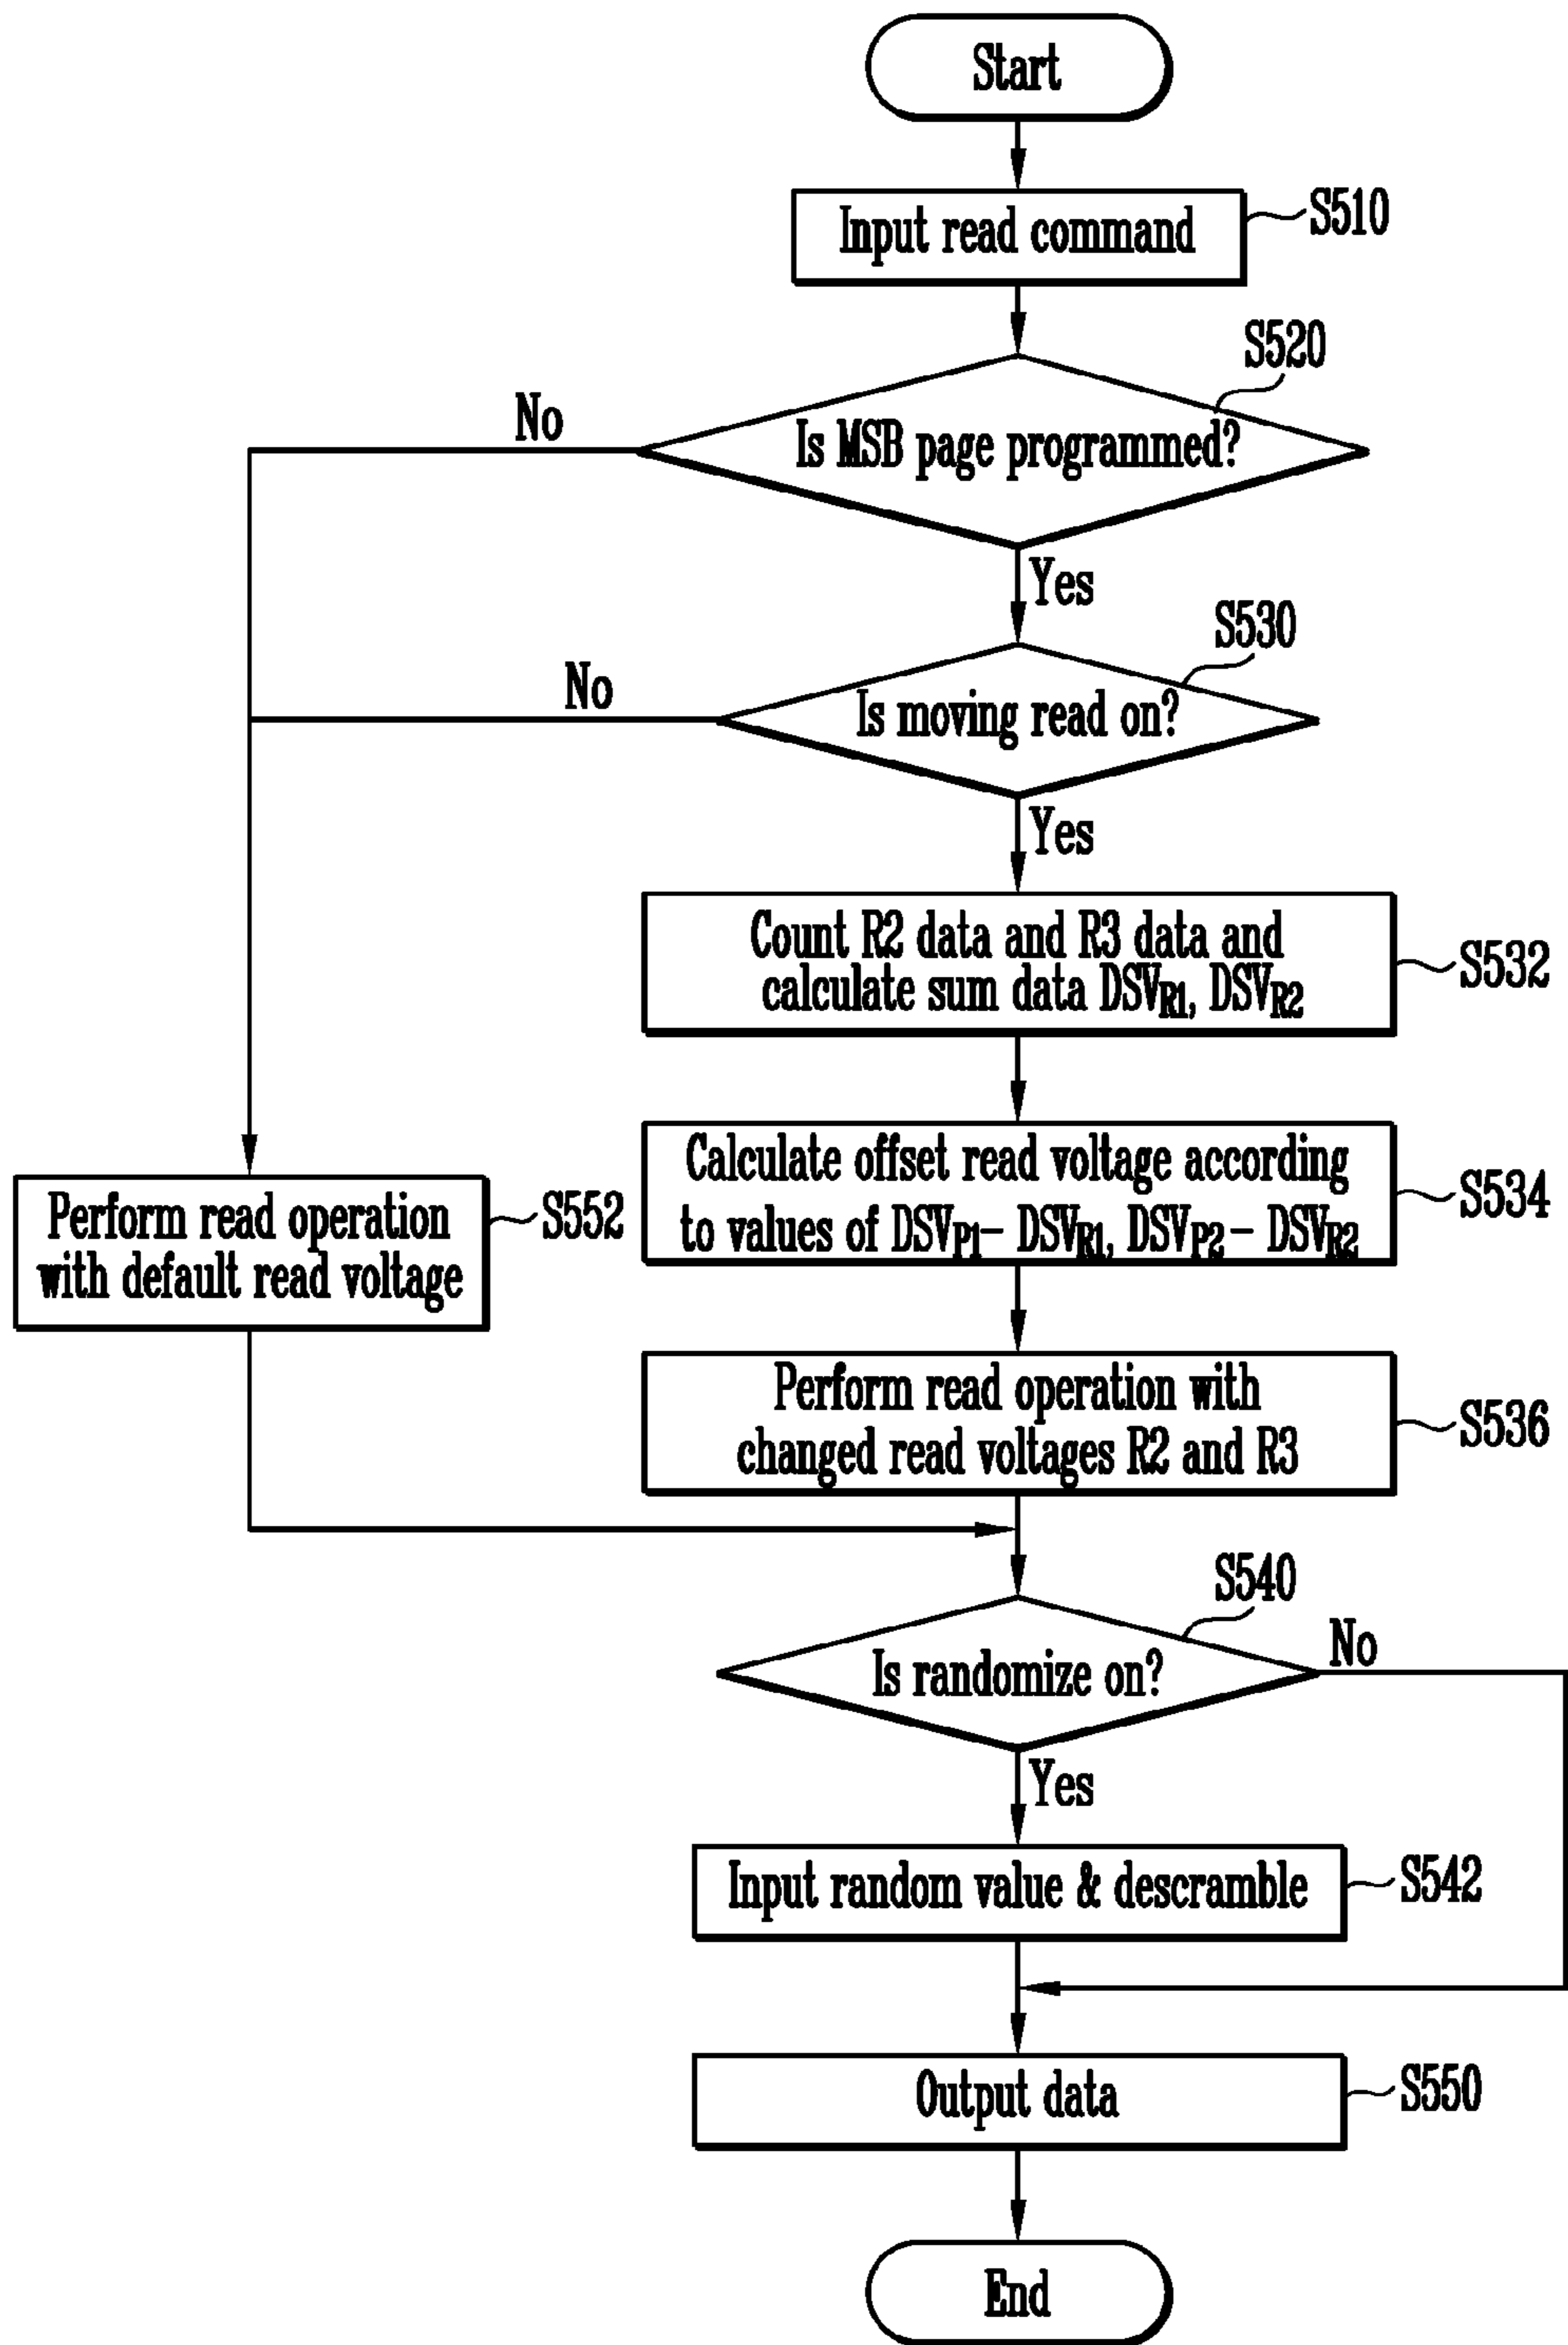 Start
Input read command
S510
S520
Is MSB page programmed?
No
Yes
S530
Is moving read on?
No
Yes
Count R2 data and R3 data and
calculate sum data DSVR1, DSVR2
S532
Calculate offset read voltage according
to values of DSVP1– DSVR1, DSVP2 – DSVR2
S534
Perform read operation
with default read voltage
S552
Perform read operation with
changed read voltages R2 and R3
S536
S540
Is randomize on?
No
Yes
Input random value & descramble
S542
Output data
S550
End